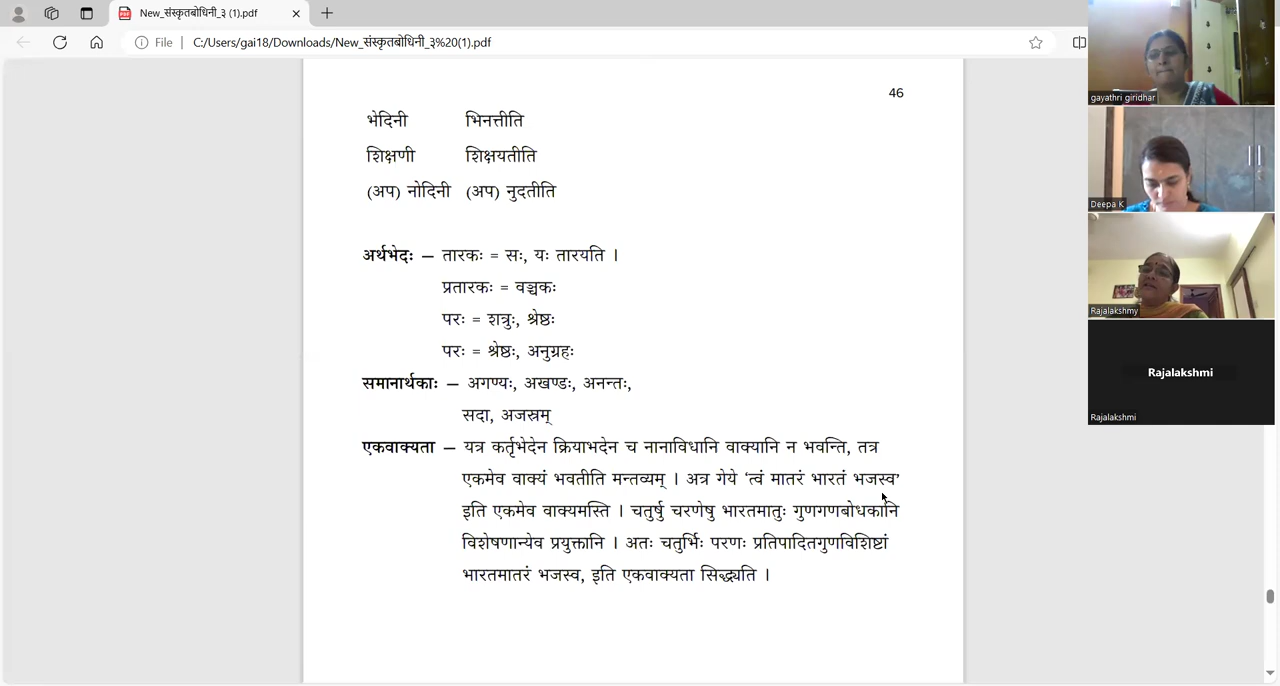 New_संस्कृतबोधिनी_३ (1).pdf
File
C:/Users/gai18/Downloads/New_संस्कृतबोधिनी_३%20(1).pdf
46
भेदिनी भिनत्तीति
शिक्षणी शिक्षयतीति
(अप) नोदिनी (अप) नुदतीति
अर्थभेदः – तारकः = सः, यः तारयति ।
प्रतारकः = वञ्चकः
परः = शत्रुः, श्रेष्ठः
परः = श्रेष्ठः, अनुग्रहः
समानार्थकाः – अगण्यः, अखण्डः, अनन्तः,
सदा, अजस्रम्
एकवाक्यता – यत्र कर्तृभेदेन क्रियाभदेन च नानाविधानि वाक्यानि न भवन्ति, तत्र
एकमेव वाक्यं भवतीति मन्तव्यम् । अत्र गेये ‘त्वं मातरं भारतं भजस्व’
इति एकमेव वाक्यमस्ति । चतुर्षु चरणेषु भारतमातुः गुणगणबोधकानि
विशेषणान्येव प्रयुक्तानि । अतः चतुर्भिः परणः प्रतिपादितगुणविशिष्टां
भारतमातरं भजस्व, इति एकवाक्यता सिद्ध्यति ।
gayathri giridhar
Deepa K
Rajalakshmy
Rajalakshmi
Rajalakshmi